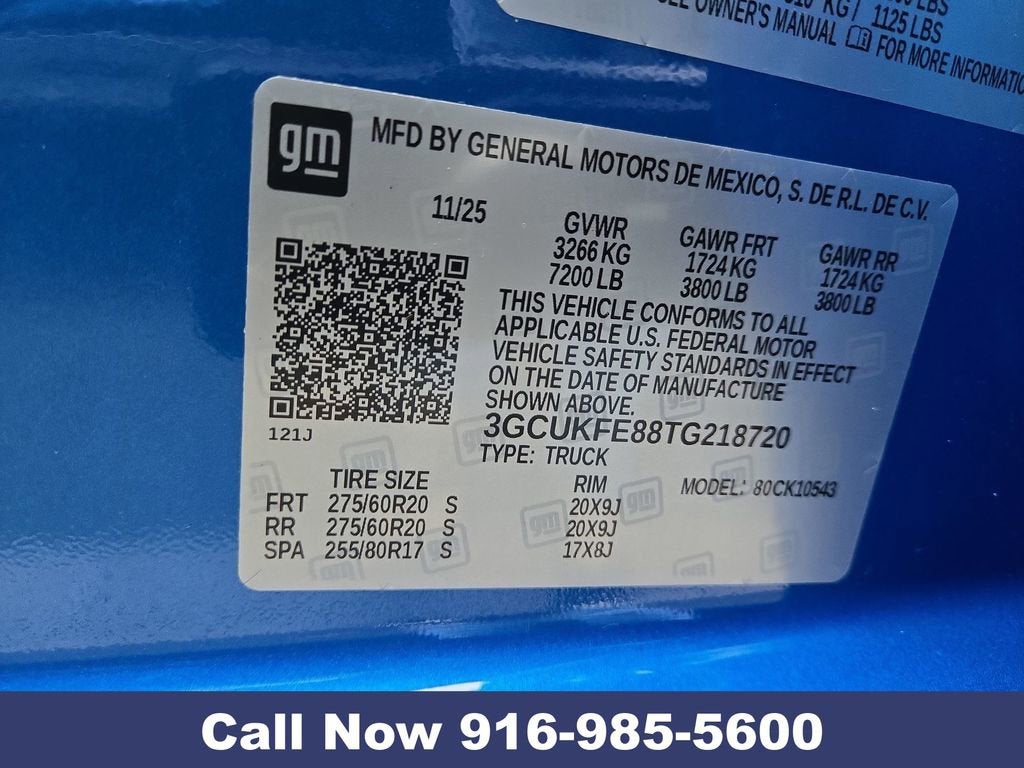 LBS
KG / 1125 LBS
OWNER'S MANUAL FOR MORE
gm
MFD BY GENERAL MOTORS DE MEXICO, S. DE R.L. DE C.V.
11/25
GVWR GAWR FRT GAWR RR
3266 KG 1724 KG 1724 KG
7200 LB 3800 LB 3800 LB
THIS VEHICLE CONFORMS TO ALL
APPLICABLE U.S. FEDERAL MOTOR
VEHICLE SAFETY STANDARDS IN EFFECT
ON THE DATE OF MANUFACTURE
SHOWN ABOVE.
121J
3GCUKFE88TG218720
TYPE: TRUCK
TIRE SIZE RIM MODEL: 80CK10543
FRT 275/60R20 S 20X9J
RR 275/60R20 S 20X9J
SPA 255/80R17 S 17X8J
Call Now 916-985-5600